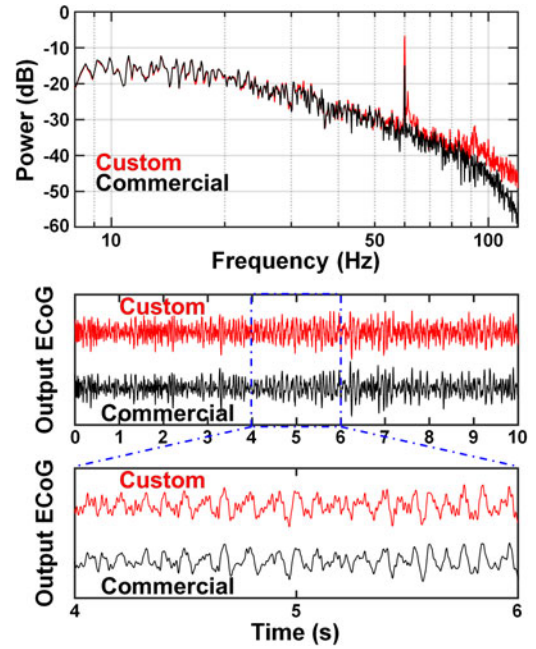 0
-10
-20
-30
-40
-50
-60
Power (dB)
Custom
Commercial
10 50 100
Frequency (Hz)
Output ECoG
Custom
Commercial
0 1 2 3 4 5 6 7 8 9 10
Output ECoG
Custom
Commercial
4 5 6
Time (s)